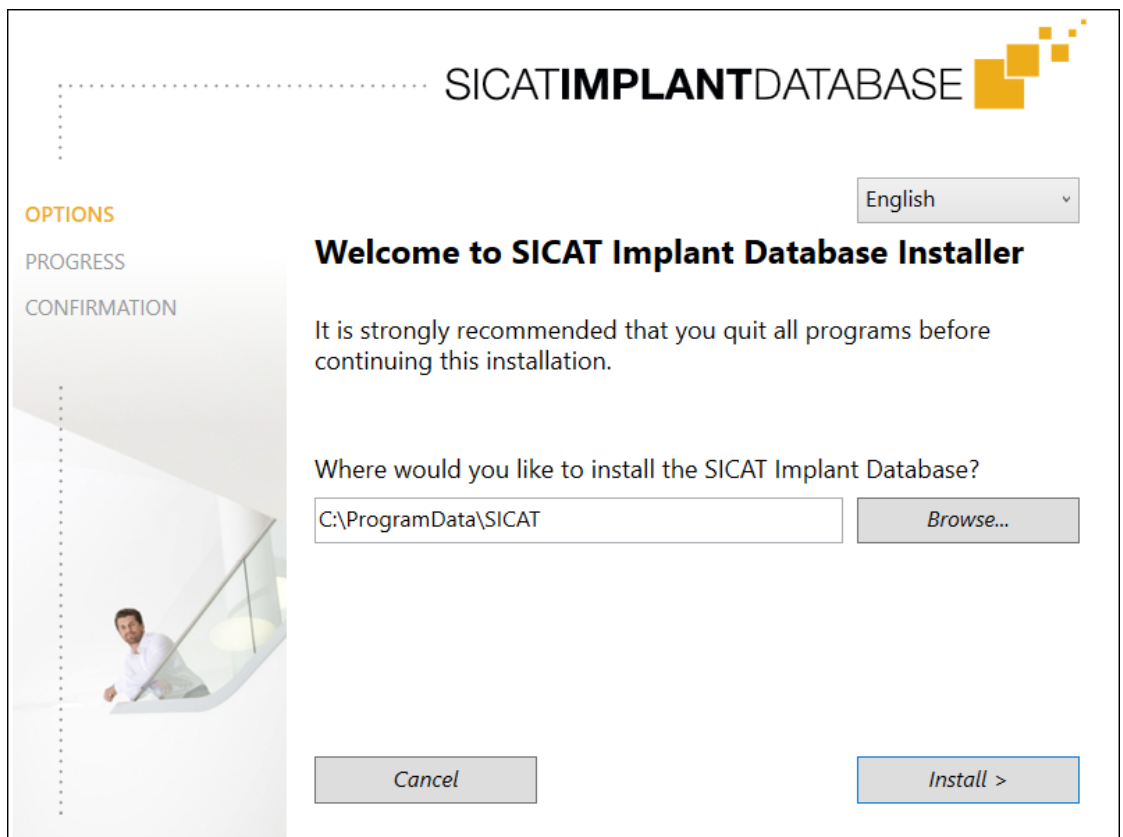 SICATIMPLANTDATABASE
English
OPTIONS
PROGRESS
CONFIRMATION
Welcome to SICAT Implant Database Installer
It is strongly recommended that you quit all programs before
continuing this installation.
Where would you like to install the SICAT Implant Database?
C:\ProgramData\SICAT
Browse...
Cancel
Install >